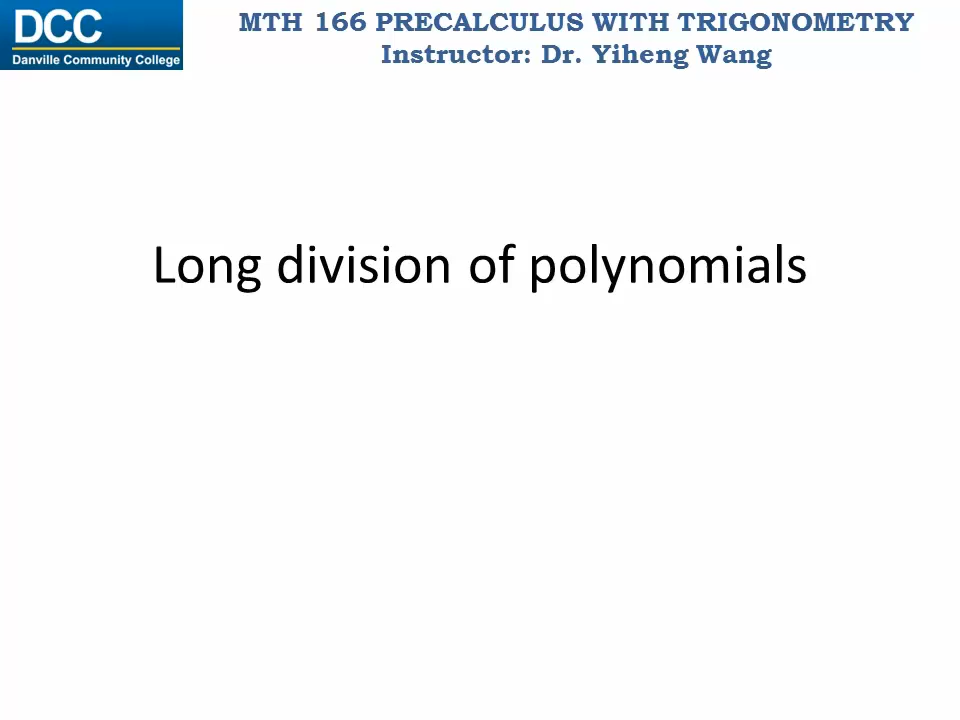 DCC
Danville Community College
MTH 166 PRECALCULUS WITH TRIGONOMETRY
Instructor: Dr. Yiheng Wang
Long division of polynomials